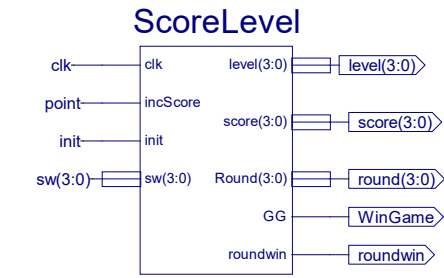 ScoreLevel
clk clk level(3:0) level(3:0)
point incScore
score(3:0) score(3:0)
init init
sw(3:0) sw(3:0) Round(3:0) round(3:0)
GG WinGame
roundwin roundwin